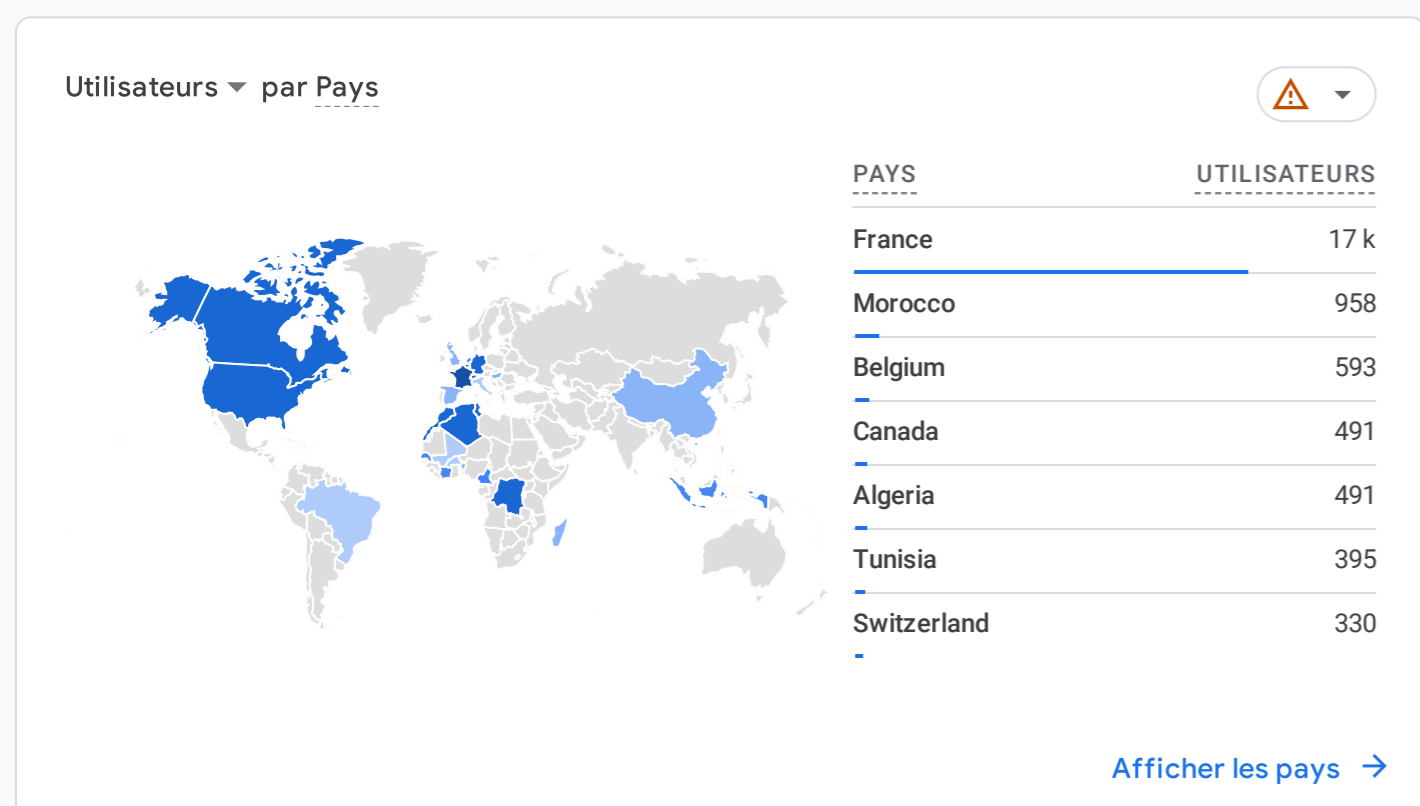 Utilisateurs par Pays
PAYS UTILISATEURS
France 17 k
Morocco 958
Belgium 593
Canada 491
Algeria 491
Tunisia 395
Switzerland 330
Afficher les pays